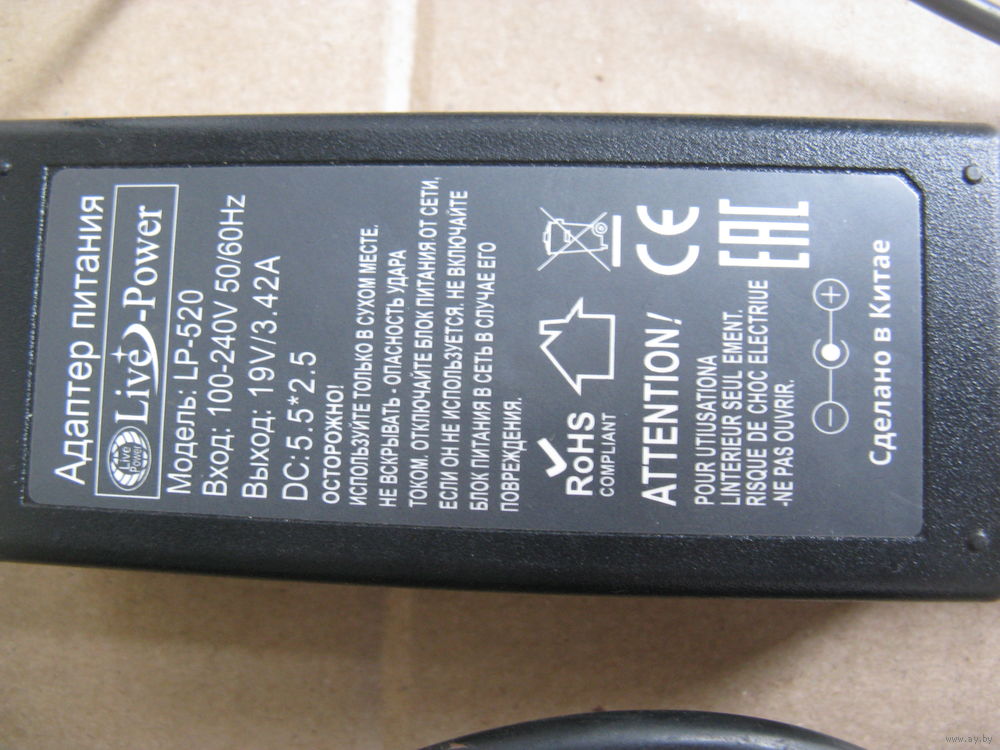 Адаптер питания
Live Power
Live-Power
Модель: LP-520
Вход: 100-240V 50/60Hz
Выход: 19V/3.42A
DC:5.5*2.5
ОСТОРОЖНО!
ИСПОЛЬЗУЙТЕ ТОЛЬКО В СУХОМ МЕСТЕ.
НЕ ВСКРЫВАТЬ - ОПАСНОСТЬ УДАРА
ТОКОМ. ОТКЛЮЧАЙТЕ БЛОК ПИТАНИЯ ОТ СЕТИ,
ЕСЛИ ОН НЕ ИСПОЛЬЗУЕТСЯ. НЕ ВКЛЮЧАЙТЕ
БЛОК ПИТАНИЯ В СЕТЬ В СЛУЧАЕ ЕГО
ПОВРЕЖДЕНИЯ.
RoHS
COMPLIANT
CE
EAC
ATTENTION!
POUR UTIUSATIONA
LINTERIEUR SEUL EMENT.
RISQUE DE CHOC ELECTRIUE
-NE PAS OUVRIR.
Сделано в Китае
www.ay.by